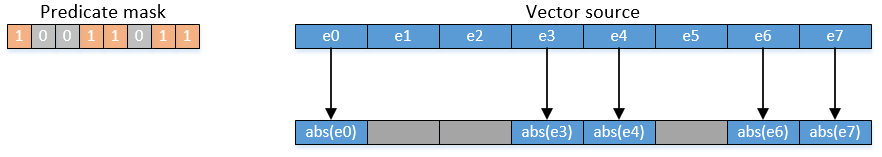 Predicate mask Vector source
1 0 0 1 1 0 1 1 e0 e1 e2 e3 e4 e5 e6 e7
abs(e0) abs(e3) abs(e4) abs(e6) abs(e7)